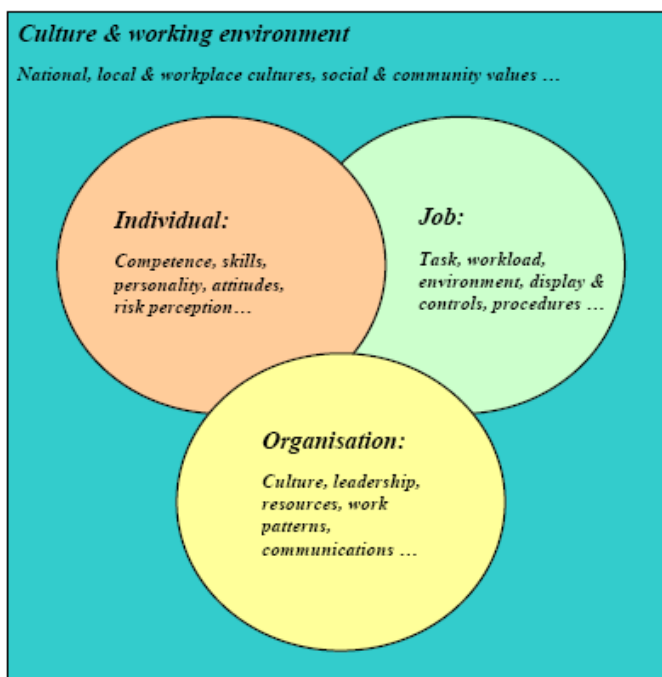 Culture & working environment
National, local & workplace cultures, social & community values …
Individual:
Competence, skills,
personality, attitudes,
risk perception…
Job:
Task, workload,
environment, display &
controls, procedures …
Organisation:
Culture, leadership,
resources, work
patterns,
communications …